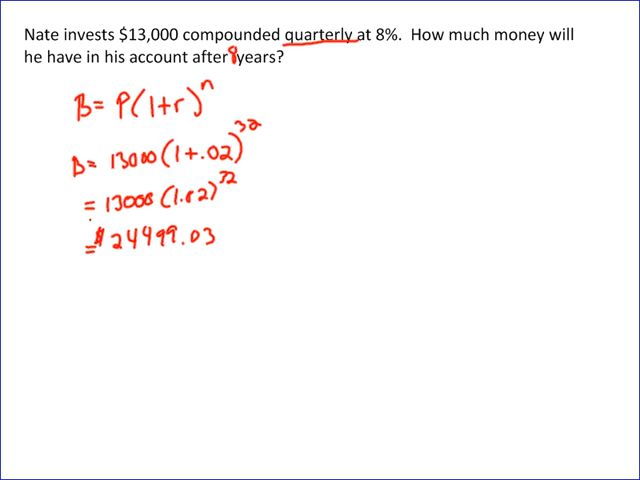 Nate invests $13,000 compounded quarterly at 8%. How much money will
he have in his account after 8 years?
B = P(1+r)^n
B = 13000(1+.02)^32
= 13000(1.02)^32
= $24499.03